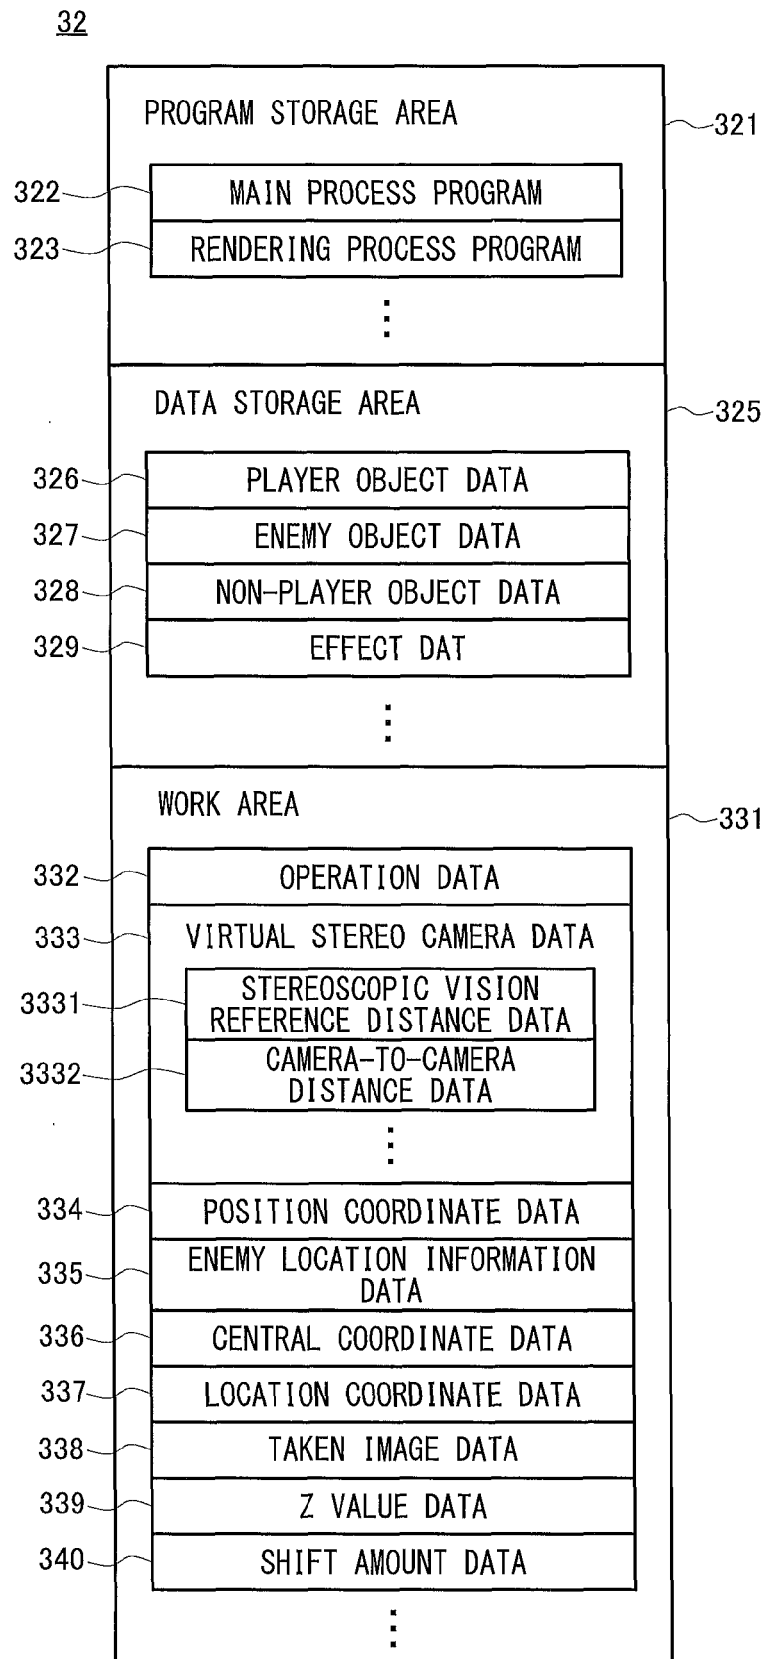 32
PROGRAM STORAGE AREA
321
322
MAIN PROCESS PROGRAM
323
RENDERING PROCESS PROGRAM
DATA STORAGE AREA
325
326
PLAYER OBJECT DATA
327
ENEMY OBJECT DATA
328
NON-PLAYER OBJECT DATA
329
EFFECT DAT
WORK AREA
331
332
OPERATION DATA
333
VIRTUAL STEREO CAMERA DATA
3331
STEREOSCOPIC VISION
REFERENCE DISTANCE DATA
3332
CAMERA-TO-CAMERA
DISTANCE DATA
334
POSITION COORDINATE DATA
335
ENEMY LOCATION INFORMATION
DATA
336
CENTRAL COORDINATE DATA
337
LOCATION COORDINATE DATA
338
TAKEN IMAGE DATA
339
Z VALUE DATA
340
SHIFT AMOUNT DATA